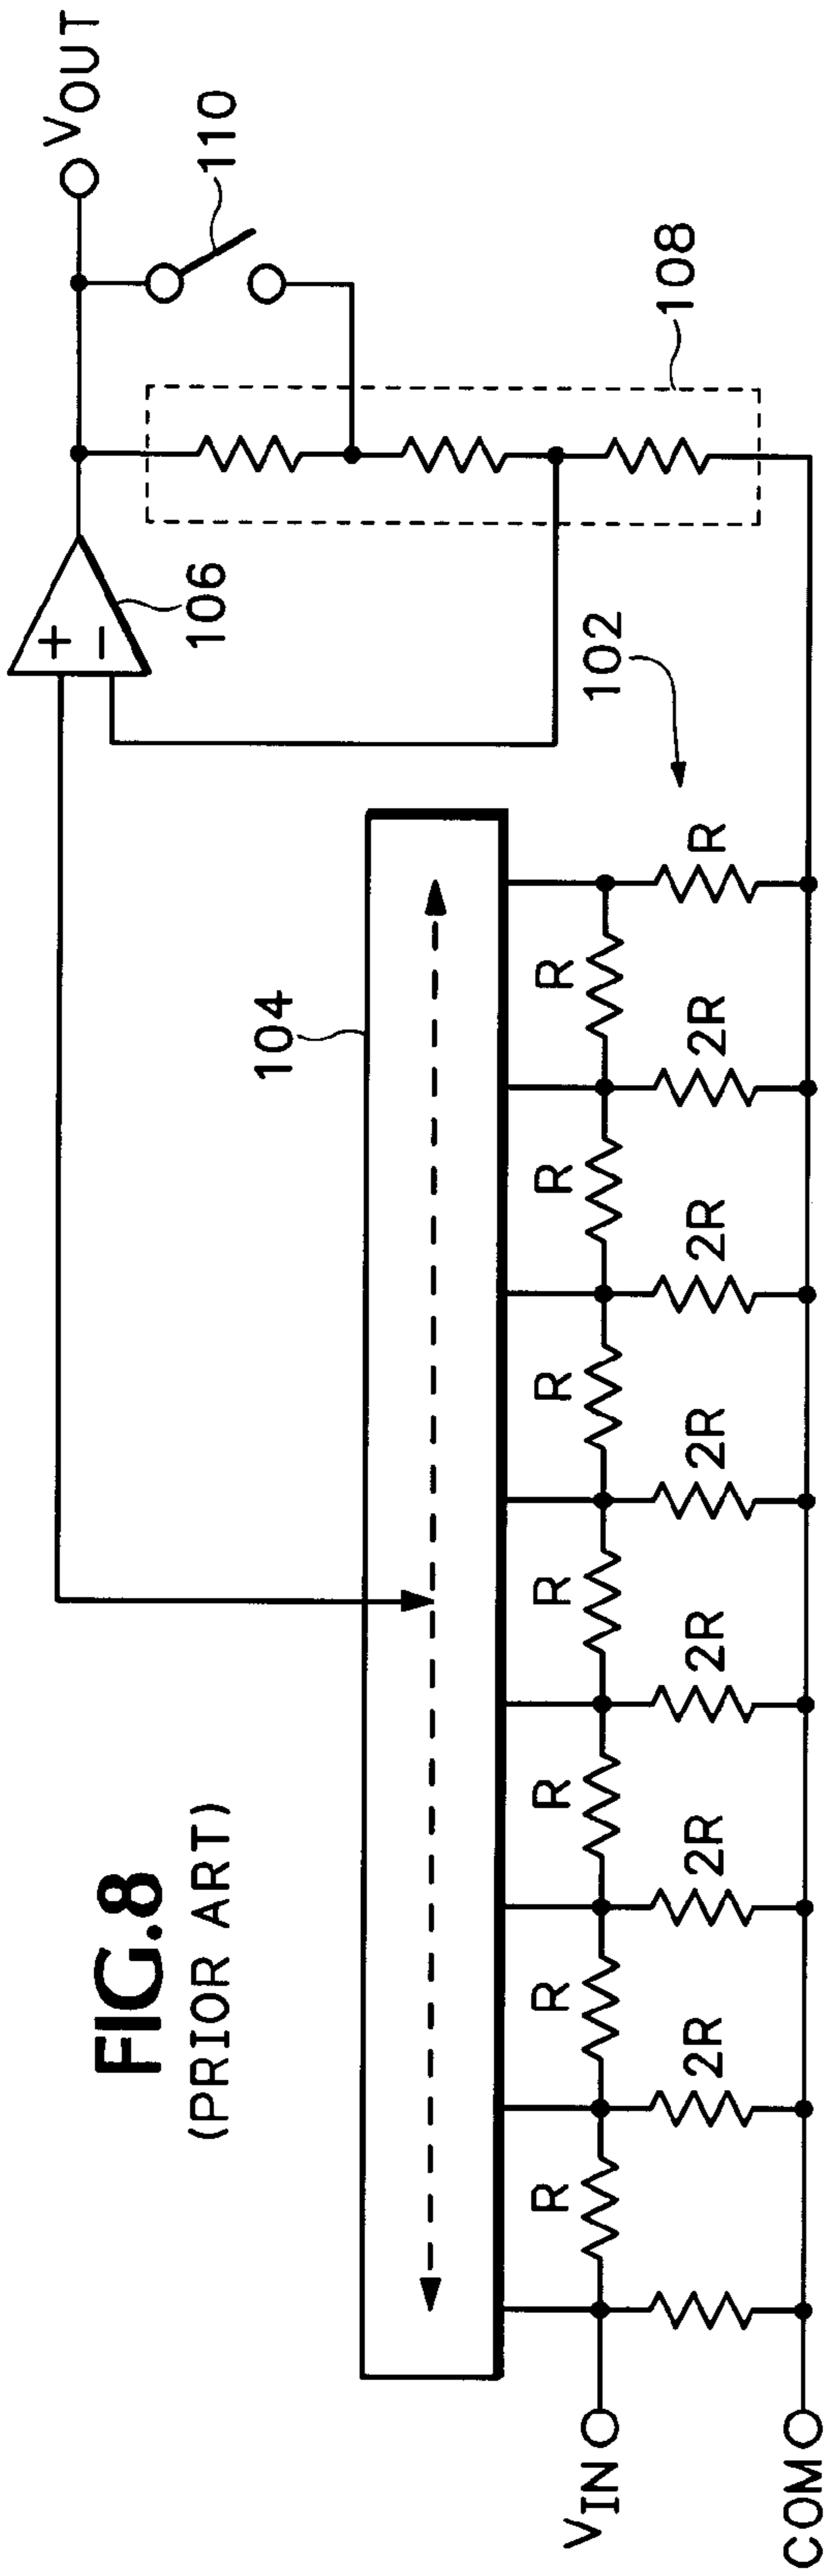 FIG.8
(PRIOR ART)
VOUT
110
106
108
104
102
R
R
R
R
R
R
R
VIN
2R
2R
2R
2R
2R
2R
R
COM
+
−